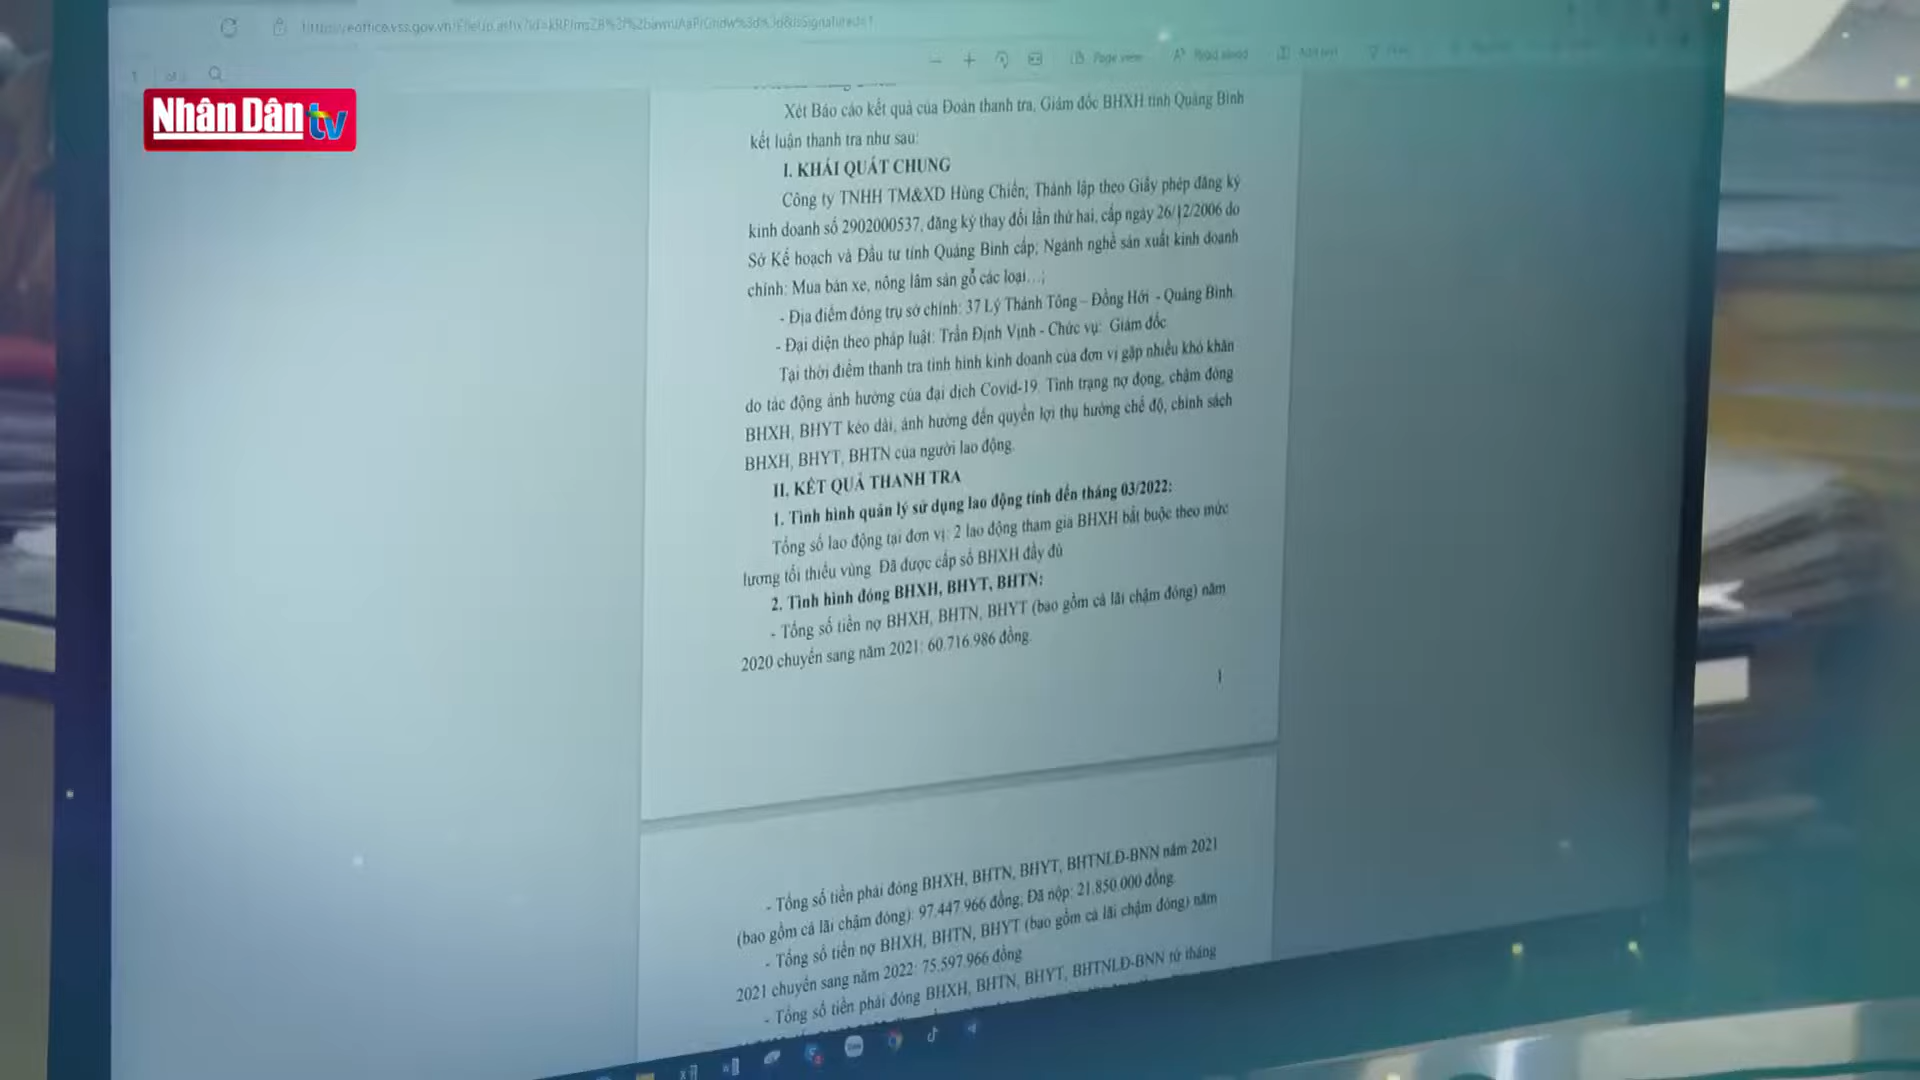 Nhân Dân tv
Page view
Read aloud
Add text
Xét Báo cáo kết quả của Đoàn thanh tra, Giám đốc BHXH tỉnh Quảng Bình
kết luận thanh tra như sau:
I. KHÁI QUÁT CHUNG
Công ty TNHH TM&XD Hùng Chiến; Thành lập theo Giấy phép đăng ký
kinh doanh số 2902000537, đăng ký thay đổi lần thứ hai, cấp ngày 26/12/2006 do
Sở Kế hoạch và Đầu tư tỉnh Quảng Bình cấp; Ngành nghề sản xuất kinh doanh
chính: Mua bán xe, nông lâm sản gỗ các loại…;
- Địa điểm đóng trụ sở chính: 37 Lý Thánh Tông – Đồng Hới - Quảng Bình.
- Đại diện theo pháp luật: Trần Định Vịnh - Chức vụ: Giám đốc
Tại thời điểm thanh tra tình hình kinh doanh của đơn vị gặp nhiều khó khăn
do tác động ảnh hưởng của đại dịch Covid-19. Tình trạng nợ đọng, chậm đóng
BHXH, BHYT kéo dài, ảnh hưởng đến quyền lợi thụ hưởng chế độ, chính sách
BHXH, BHYT, BHTN của người lao động.
II. KẾT QUẢ THANH TRA
1. Tình hình quản lý sử dụng lao động tính đến tháng 03/2022:
Tổng số lao động tại đơn vị: 2 lao động tham gia BHXH bắt buộc theo mức
lương tối thiểu vùng. Đã được cấp sổ BHXH đầy đủ
2. Tình hình đóng BHXH, BHYT, BHTN:
- Tổng số tiền nợ BHXH, BHTN, BHYT (bao gồm cả lãi chậm đóng) năm
2020 chuyển sang năm 2021: 60.716.986 đồng.
1
- Tổng số tiền phải đóng BHXH, BHTN, BHYT, BHTNLĐ-BNN năm 2021
(bao gồm cả lãi chậm đóng): 97.447.966 đồng; Đã nộp: 21.850.000 đồng.
- Tổng số tiền nợ BHXH, BHTN, BHYT (bao gồm cả lãi chậm đóng) năm
2021 chuyển sang năm 2022: 75.597.966 đồng
- Tổng số tiền phải đóng BHXH, BHTN, BHYT, BHTNLĐ-BNN từ tháng